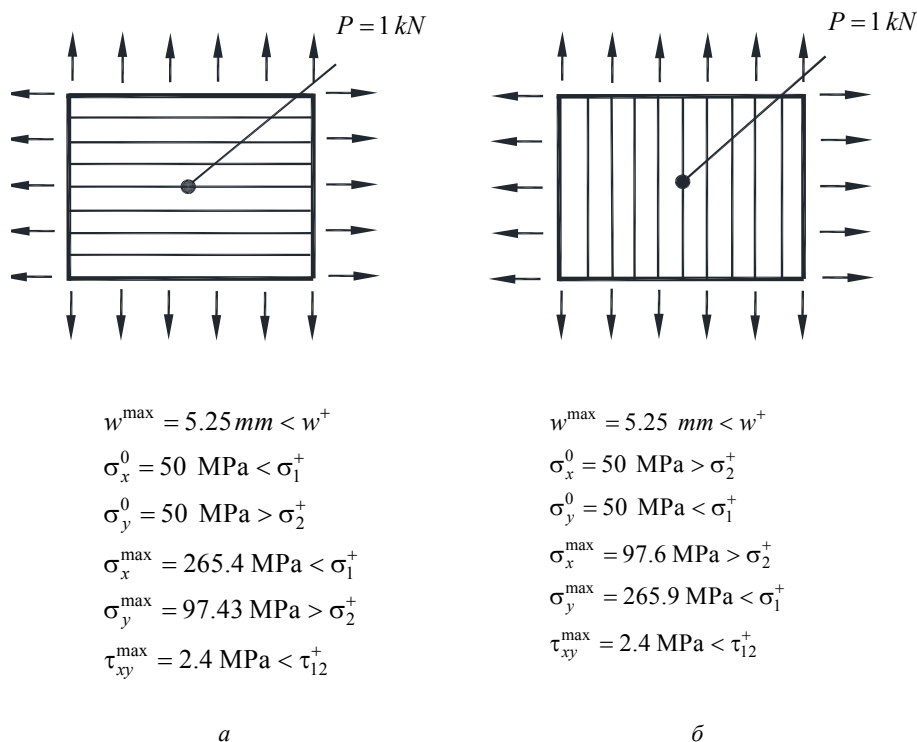 P = 1 kN
w^max = 5.25 mm < w^+
σ_x^0 = 50 MPa < σ_1^+
σ_y^0 = 50 MPa > σ_2^+
σ_x^max = 265.4 MPa < σ_1^+
σ_y^max = 97.43 MPa > σ_2^+
τ_xy^max = 2.4 MPa < τ_12^+
а
P = 1 kN
w^max = 5.25 mm < w^+
σ_x^0 = 50 MPa > σ_2^+
σ_y^0 = 50 MPa < σ_1^+
σ_x^max = 97.6 MPa > σ_2^+
σ_y^max = 265.9 MPa < σ_1^+
τ_xy^max = 2.4 MPa < τ_12^+
б